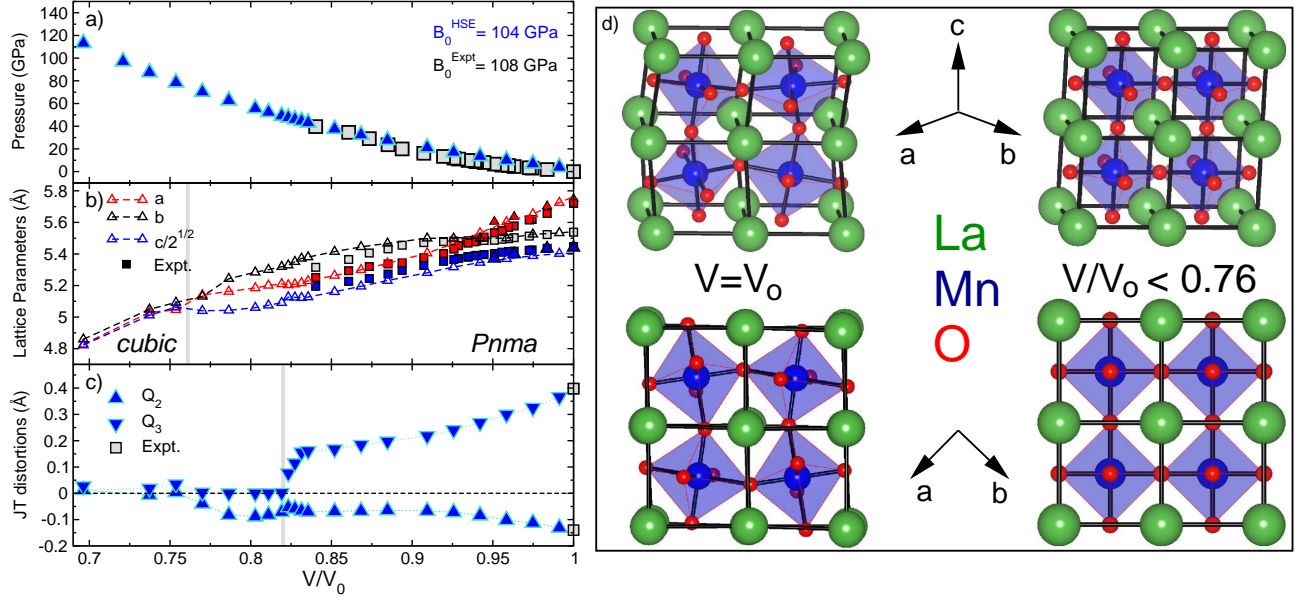 a)
B₀ᴴˢᴱ = 104 GPa
B₀ᴱˣᵖᵗ = 108 GPa
Pressure (GPa)
140
120
100
80
60
40
20
0
b)
a
b
c/2^1/2
Expt.
Lattice Parameters (Å)
5.8
5.6
5.4
5.2
5
4.8
cubic
Pnma
c)
Q₂
Q₃
Expt.
JT distortions (Å)
0.4
0.3
0.2
0.1
0
-0.1
-0.2
0.7 0.75 0.8 0.85 0.9 0.95 1
V/V₀
d)
c
a
b
La
Mn
O
V=V₀
V/V₀ < 0.76
a
b